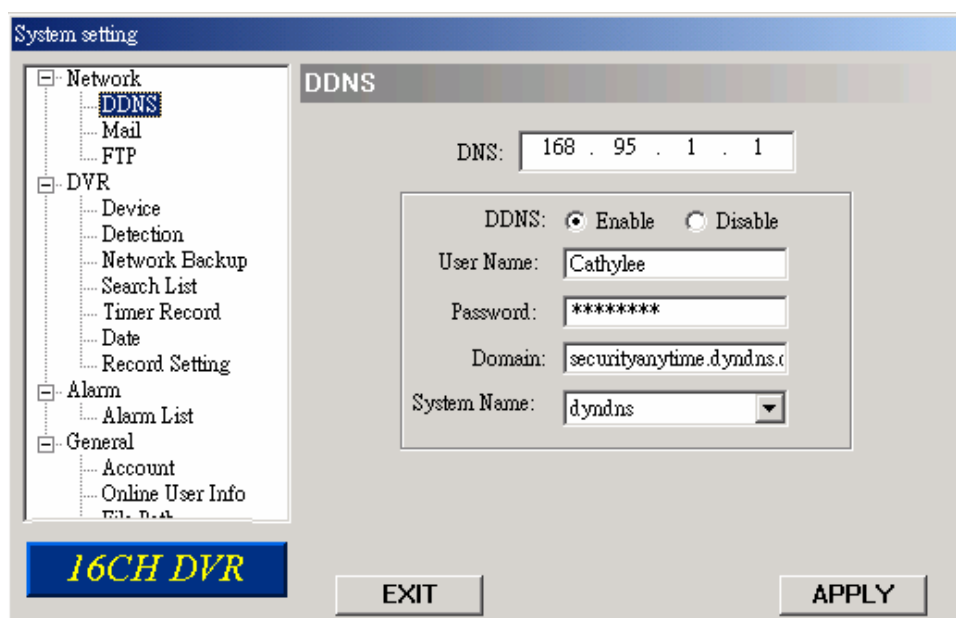 System setting
Network
DDNS
Mail
FTP
DVR
Device
Detection
Network Backup
Search List
Timer Record
Date
Record Setting
Alarm
Alarm List
General
Account
Online User Info
File Path
16CH DVR
DDNS
DNS: 168 . 95 . 1 . 1
DDNS: Enable Disable
User Name: Cathylee
Password: ********
Domain: securityanytime.dyndns.
System Name: dyndns
EXIT APPLY